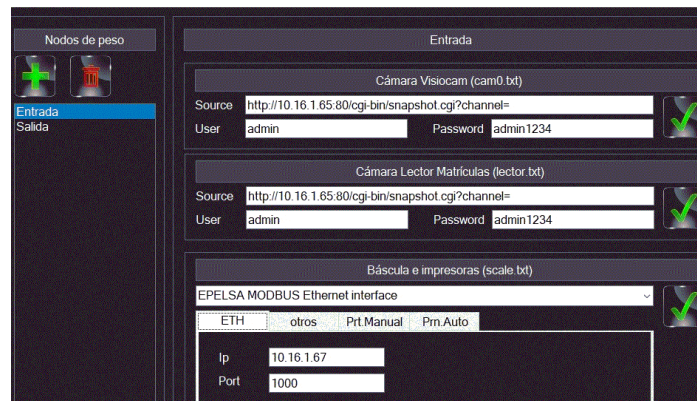 Nodos de peso
Entrada
Salida
Entrada
Cámara Visiocam (cam0.txt)
Source http://10.16.1.65:80/cgi-bin/snapshot.cgi?channel=
User admin Password admin1234
Cámara Lector Matrículas (lector.txt)
Source http://10.16.1.65:80/cgi-bin/snapshot.cgi?channel=
User admin Password admin1234
Báscula e impresoras (scale.txt)
EPELSA MODBUS Ethernet interface
ETH otros Prt.Manual Prn.Auto
Ip 10.16.1.67
Port 1000